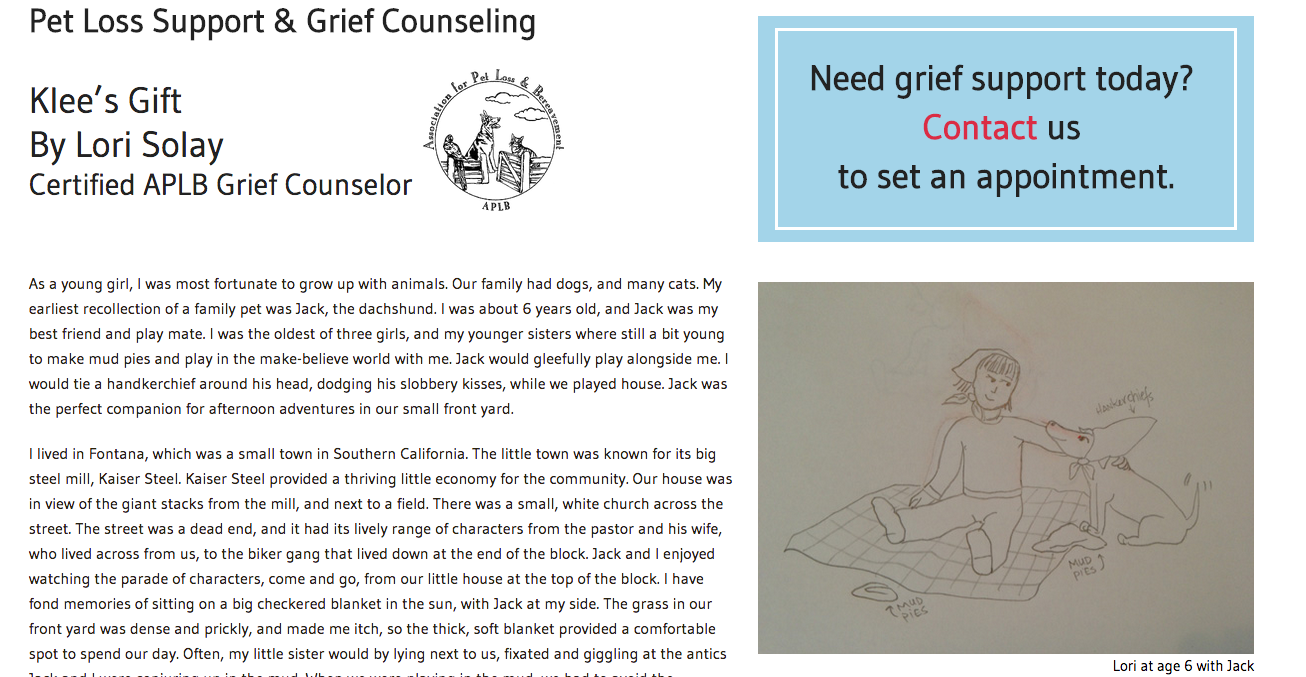 Pet Loss Support & Grief Counseling
Klee's Gift
By Lori Solay
Certified APLB Grief Counselor
Association for Pet Loss & Bereavement
APLB
Need grief support today?
Contact us
to set an appointment.
As a young girl, I was most fortunate to grow up with animals. Our family had dogs, and many cats. My
earliest recollection of a family pet was Jack, the dachshund. I was about 6 years old, and Jack was my
best friend and play mate. I was the oldest of three girls, and my younger sisters where still a bit young
to make mud pies and play in the make-believe world with me. Jack would gleefully play alongside me. I
would tie a handkerchief around his head, dodging his slobbery kisses, while we played house. Jack was
the perfect companion for afternoon adventures in our small front yard.
I lived in Fontana, which was a small town in Southern California. The little town was known for its big
steel mill, Kaiser Steel. Kaiser Steel provided a thriving little economy for the community. Our house was
in view of the giant stacks from the mill, and next to a field. There was a small, white church across the
street. The street was a dead end, and it had its lively range of characters from the pastor and his wife,
who lived across from us, to the biker gang that lived down at the end of the block. Jack and I enjoyed
watching the parade of characters, come and go, from our little house at the top of the block. I have
fond memories of sitting on a big checkered blanket in the sun, with Jack at my side. The grass in our
front yard was dense and prickly, and made me itch, so the thick, soft blanket provided a comfortable
spot to spend our day. Often, my little sister would by lying next to us, fixated and giggling at the antics
Handkerchiefs
MUD
PIES
MUD
PIES
Lori at age 6 with Jack